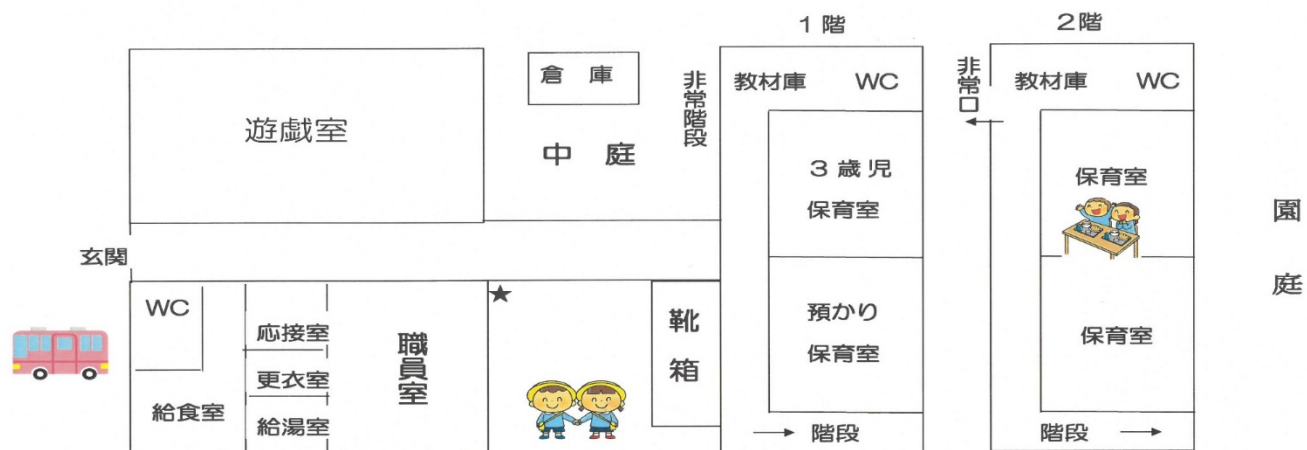 1階
2階
倉 庫
非常階段
教材庫 WC
非常口
教材庫 WC
←
遊戯室
中 庭
3歳児
保育室
保育室
園庭
玄関
★
WC
応接室
職員室
靴箱
預かり
保育室
保育室
更衣室
給食室
給湯室
→ 階段
階段 →